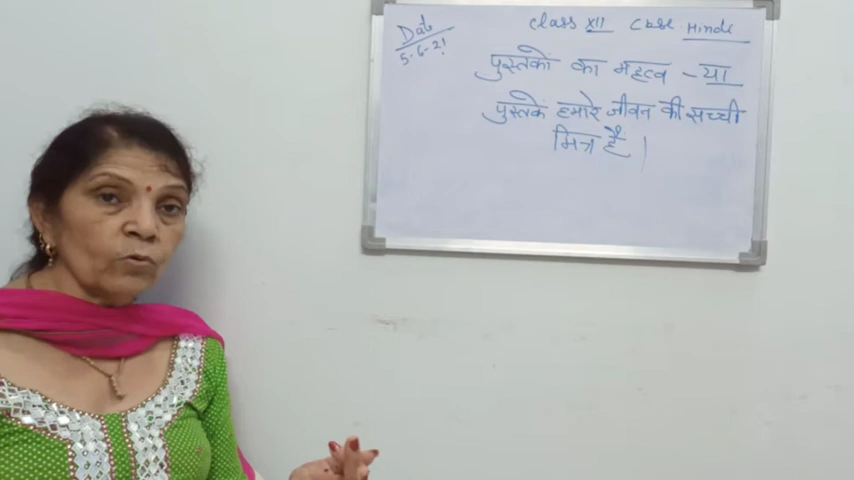 Date
5-6-21
Class XII Cbse Hindi
पुस्तकों का महत्व - या
पुस्तकें हमारे जीवन की सच्ची
मित्र हैं।